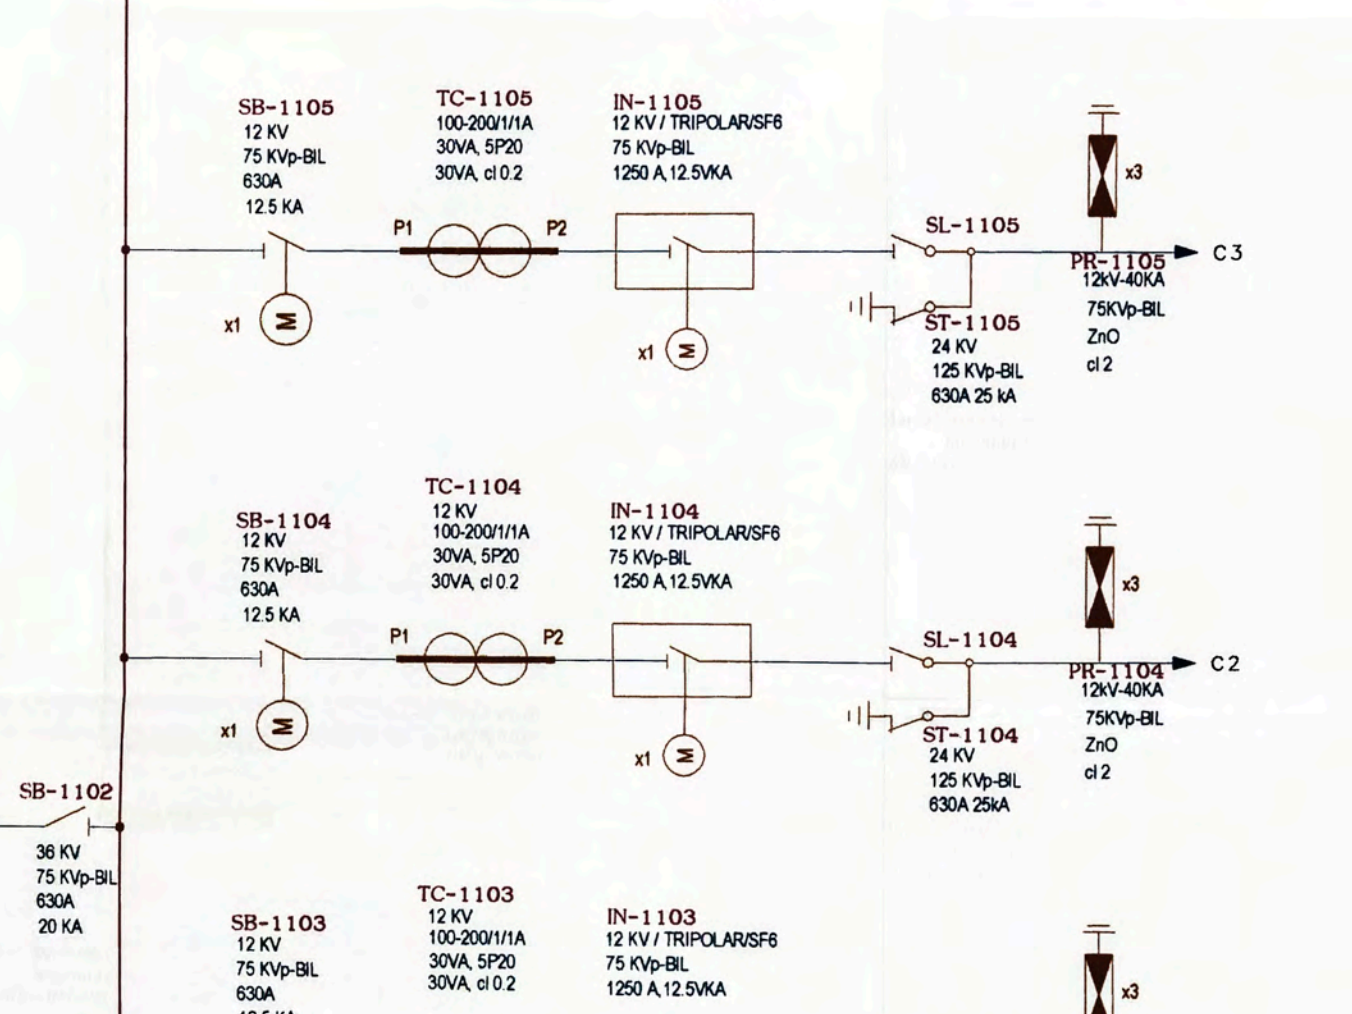 SB-1105
12 KV
75 KVp-BIL
630A
12.5 KA
TC-1105
100-200/1/1A
30VA, 5P20
30VA, cl 0.2
IN-1105
12 KV / TRIPOLAR/SF6
75 KVp-BIL
1250 A,12.5VKA
x3
P1
P2
SL-1105
C3
PR-1105
12kV-40KA
75KVp-BIL
ZnO
cl 2
x1
M
x1
M
ST-1105
24 KV
125 KVp-BIL
630A 25 kA
SB-1104
12 KV
75 KVp-BIL
630A
12.5 KA
TC-1104
12 KV
100-200/1/1A
30VA, 5P20
30VA, cl 0.2
IN-1104
12 KV / TRIPOLAR/SF6
75 KVp-BIL
1250 A,12.5VKA
x3
P1
P2
SL-1104
C2
PR-1104
12kV-40KA
75KVp-BIL
ZnO
cl 2
x1
M
x1
M
ST-1104
24 KV
125 KVp-BIL
630A 25kA
SB-1102
36 KV
75 KVp-BIL
630A
20 KA
SB-1103
12 KV
75 KVp-BIL
630A
TC-1103
12 KV
100-200/1/1A
30VA, 5P20
30VA, cl 0.2
IN-1103
12 KV / TRIPOLAR/SF6
75 KVp-BIL
1250 A,12.5VKA
x3